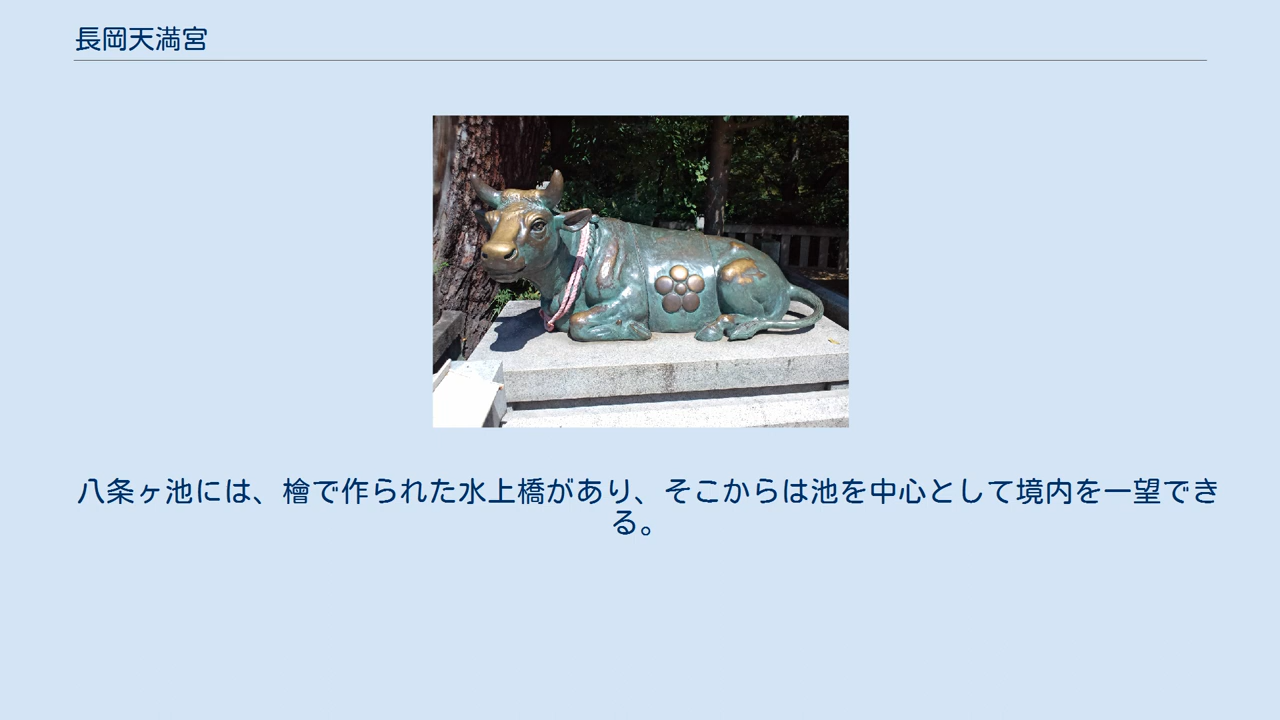 長岡天満宮
八条ヶ池には、檜で作られた水上橋があり、そこからは池を中心として境内を一望でき
る。